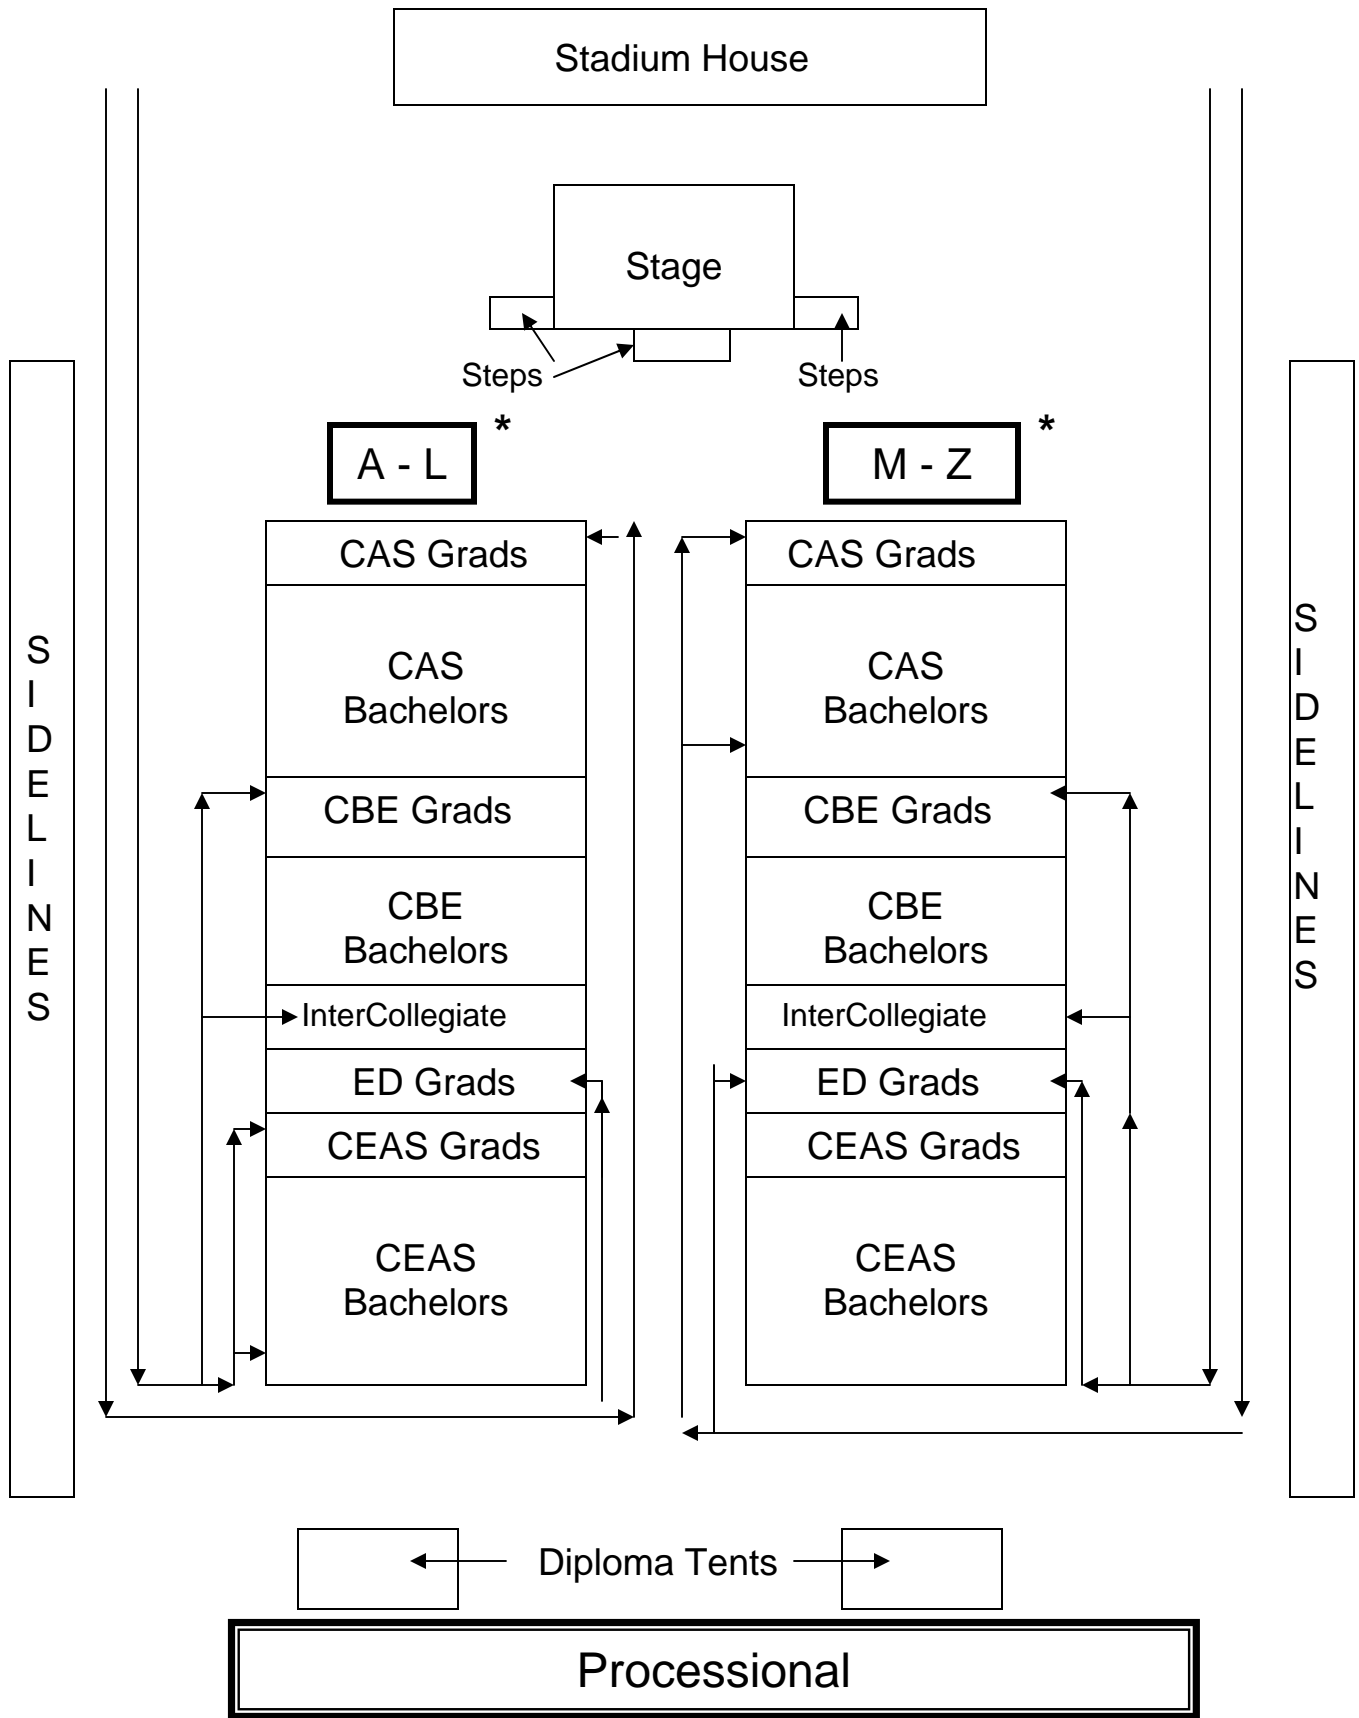 Stadium House
Stage
Steps
Steps
A - L
*
M - Z
*
CAS Grads
CAS
Bachelors
CBE Grads
CBE
Bachelors
InterCollegiate
ED Grads
CEAS Grads
CEAS
Bachelors
CAS Grads
CAS
Bachelors
CBE Grads
CBE
Bachelors
InterCollegiate
ED Grads
CEAS Grads
CEAS
Bachelors
S
I
D
E
L
I
N
E
S
S
I
D
E
L
I
N
E
S
Diploma Tents
Processional